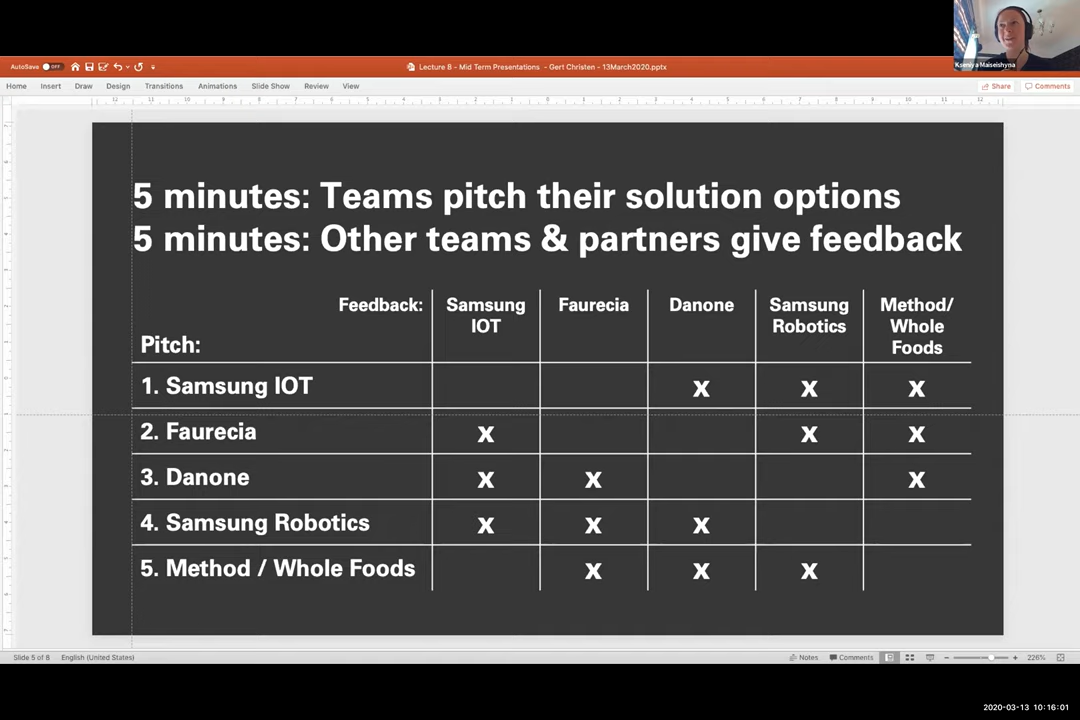 Kseniya Maiseishyna
AutoSave OFF
Lecture 8 - Mid Term Presentations - Gert Christen - 13March2020.pptx
Home Insert Draw Design Transitions Animations Slide Show Review View Share Comments
5 minutes: Teams pitch their solution options
5 minutes: Other teams & partners give feedback
Feedback: Samsung IOT Faurecia Danone Samsung Robotics Method/ Whole Foods
Pitch:
1. Samsung IOT x x x
2. Faurecia x x x
3. Danone x x x
4. Samsung Robotics x x x
5. Method / Whole Foods x x x
Slide 5 of 8 English (United States) Notes Comments 226%
2020-03-13 10:16:01